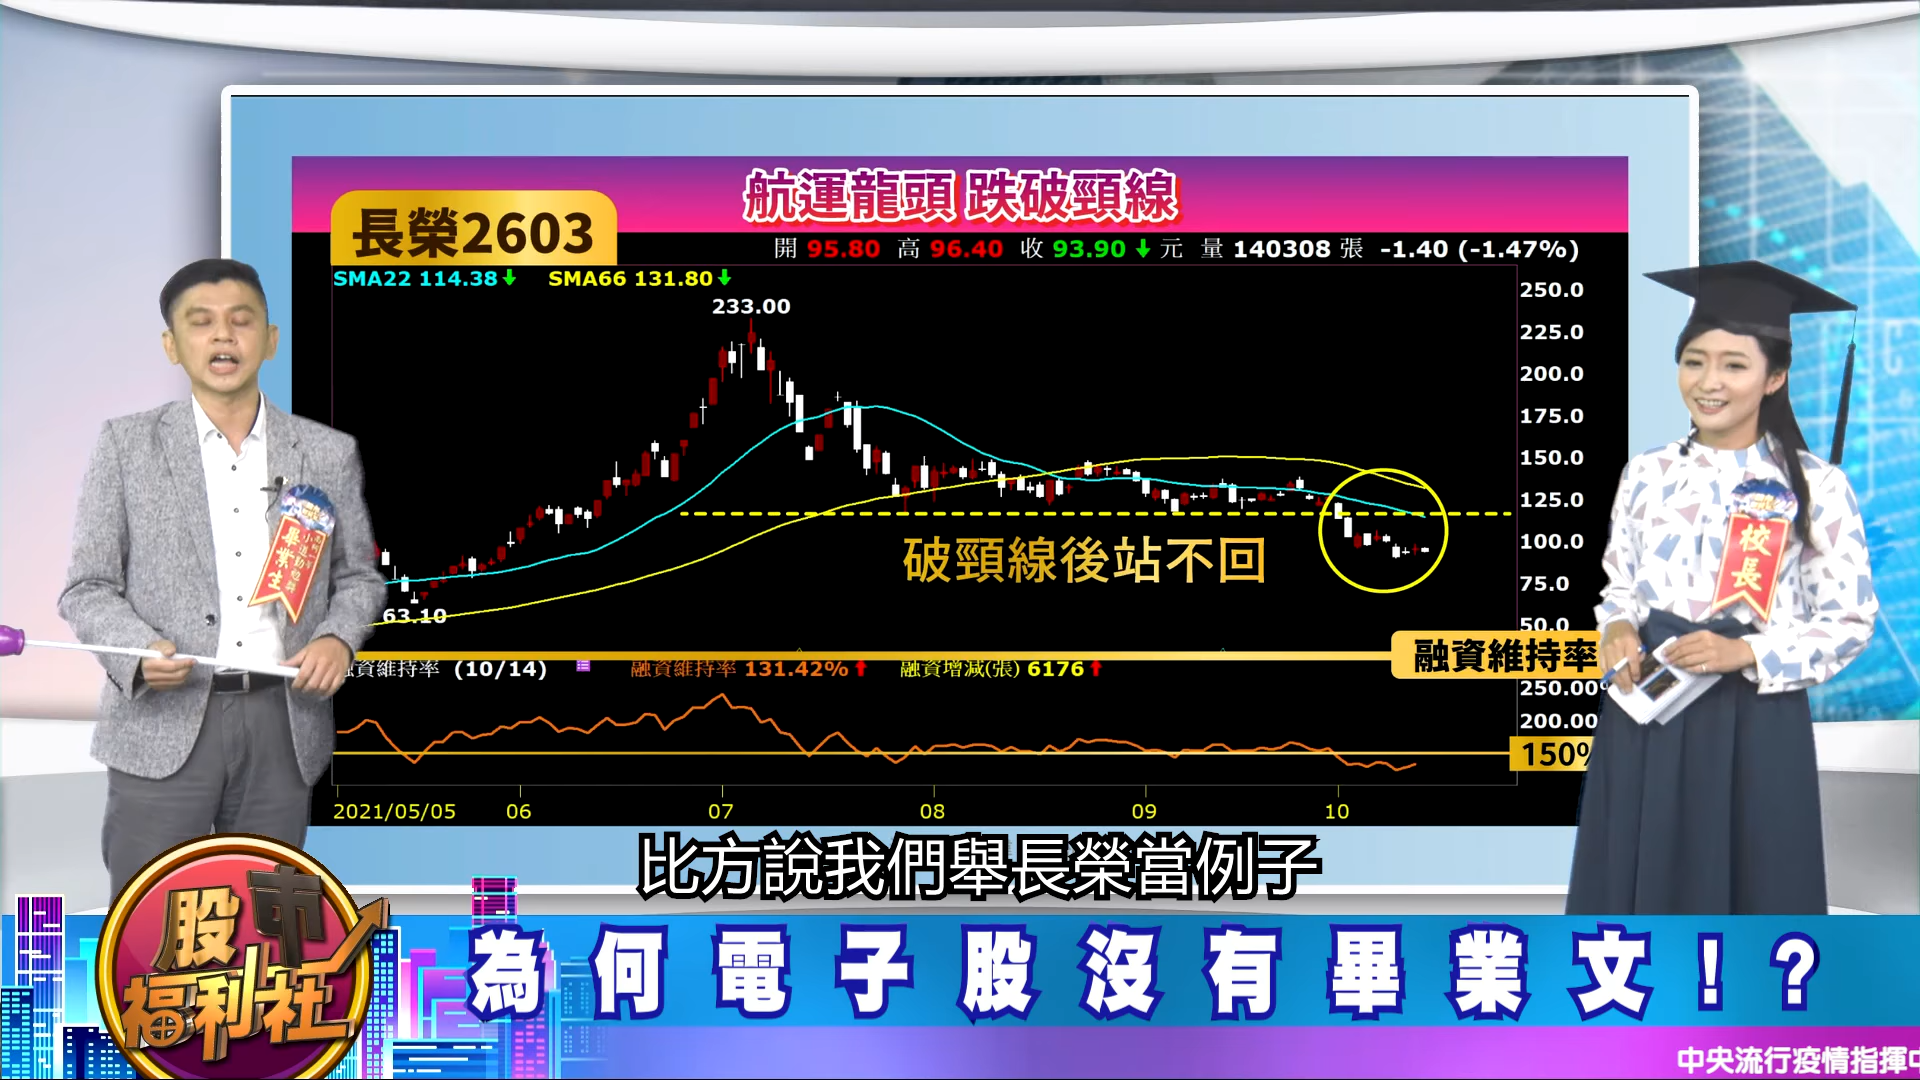 航運龍頭 跌破頸線
長榮2603
開 95.80 高 96.40 收 93.90 元 量 140308 張 -1.40 (-1.47%)
SMA22 114.38 SMA66 131.80
233.00
63.10
破頸線後站不回
250.0
225.0
200.0
175.0
150.0
125.0
100.0
75.0
50.0
融資維持率
融資維持率 (10/14) 融資維持率 131.42% 融資增減(張) 6176
250.00%
200.00
150%
2021/05/05 06 07 08 09 10
畢業生
校長
比方說我們舉長榮當例子
股市
福利社
為何電子股沒有畢業文!?
中央流行疫情指揮中